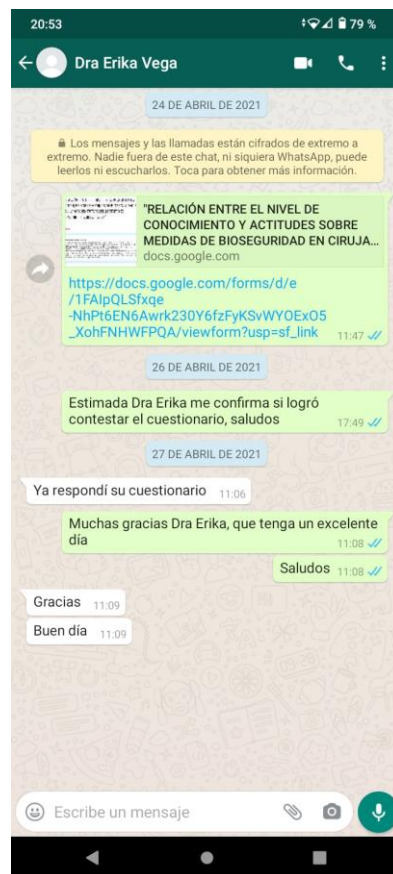 20:53
79 %
Dra Erika Vega
24 DE ABRIL DE 2021
Los mensajes y las llamadas están cifrados de extremo a
extremo. Nadie fuera de este chat, ni siquiera WhatsApp, puede
leerlos ni escucharlos. Toca para obtener más información.
"RELACIÓN ENTRE EL NIVEL DE
CONOCIMIENTO Y ACTITUDES SOBRE
MEDIDAS DE BIOSEGURIDAD EN CIRUJA...
docs.google.com
https://docs.google.com/forms/d/e
/1FAIpQLSfxqe
-NhPt6EN6Awrk230Y6fzFyKSvWYOExO5
_XohFNHWFPQA/viewform?usp=sf_link
11:47
26 DE ABRIL DE 2021
Estimada Dra Erika me confirma si logró
contestar el cuestionario, saludos
17:49
27 DE ABRIL DE 2021
Ya respondí su cuestionario 11:06
Muchas gracias Dra Erika, que tenga un excelente
día
11:08
Saludos 11:08
Gracias 11:09
Buen día 11:09
Escribe un mensaje